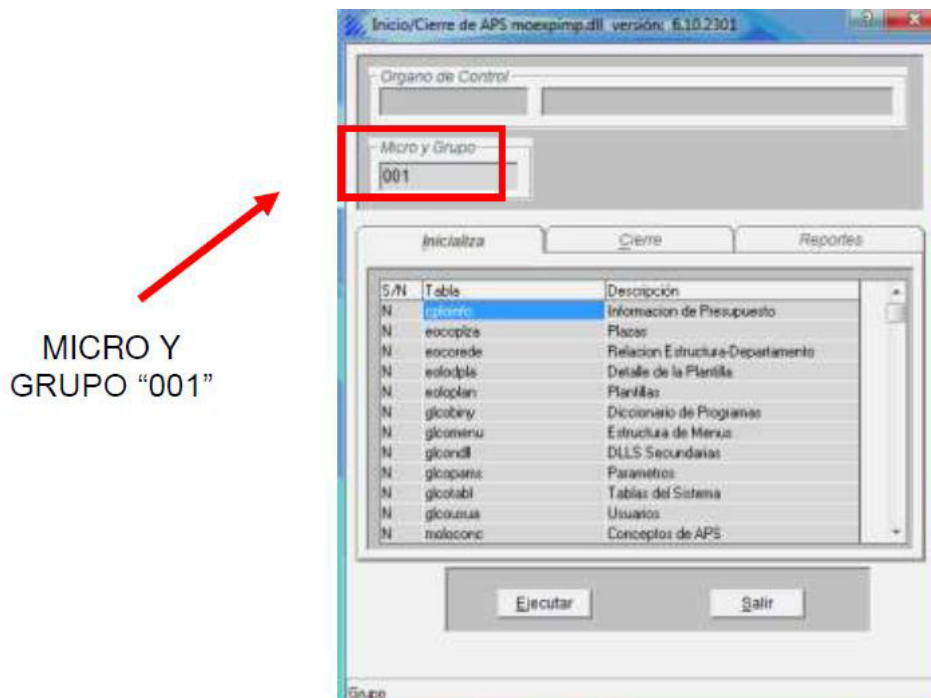 Inicio/Cierre de APS moexpimp.dll versión: 6.10.2301
Organo de Control
Micro y Grupo
001
Inicializa Cierre Reportes
S/N Tabla Descripción
N Informacion de Presupuesto
N eocoplza Plazas
N eocorede Relacion Estructura-Departamento
N eolodpla Detalle de la Plantilla
N eoloplan Plantillas
N glcobiny Diccionario de Programas
N glcomenu Estructura de Menus
N glcondll DLLS Secundarias
N glcopams Parametros
N glcotabl Tablas del Sistema
N glcousua Usuarios
N moloconc Conceptos de APS
MICRO Y
GRUPO “001”
Ejecutar Salir
Grupo